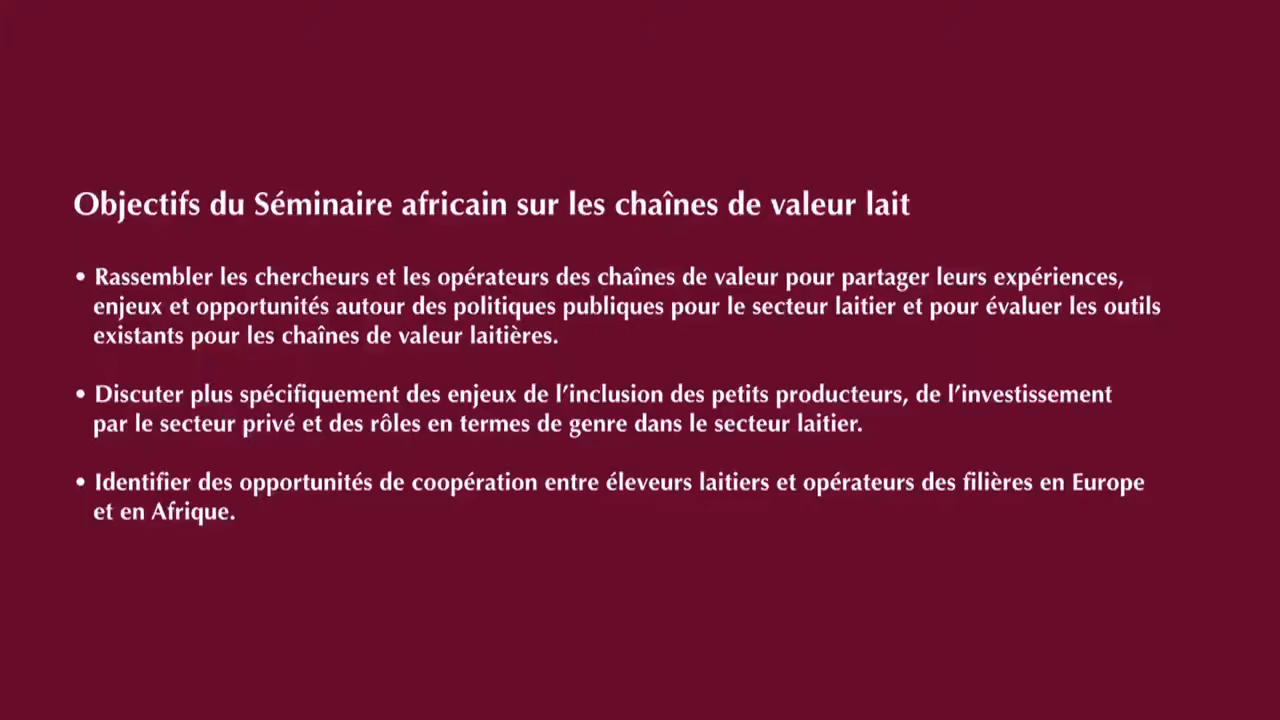 Objectifs du Séminaire africain sur les chaînes de valeur lait
• Rassembler les chercheurs et les opérateurs des chaînes de valeur pour partager leurs expériences,
enjeux et opportunités autour des politiques publiques pour le secteur laitier et pour évaluer les outils
existants pour les chaînes de valeur laitières.
• Discuter plus spécifiquement des enjeux de l’inclusion des petits producteurs, de l’investissement
par le secteur privé et des rôles en termes de genre dans le secteur laitier.
• Identifier des opportunités de coopération entre éleveurs laitiers et opérateurs des filières en Europe
et en Afrique.